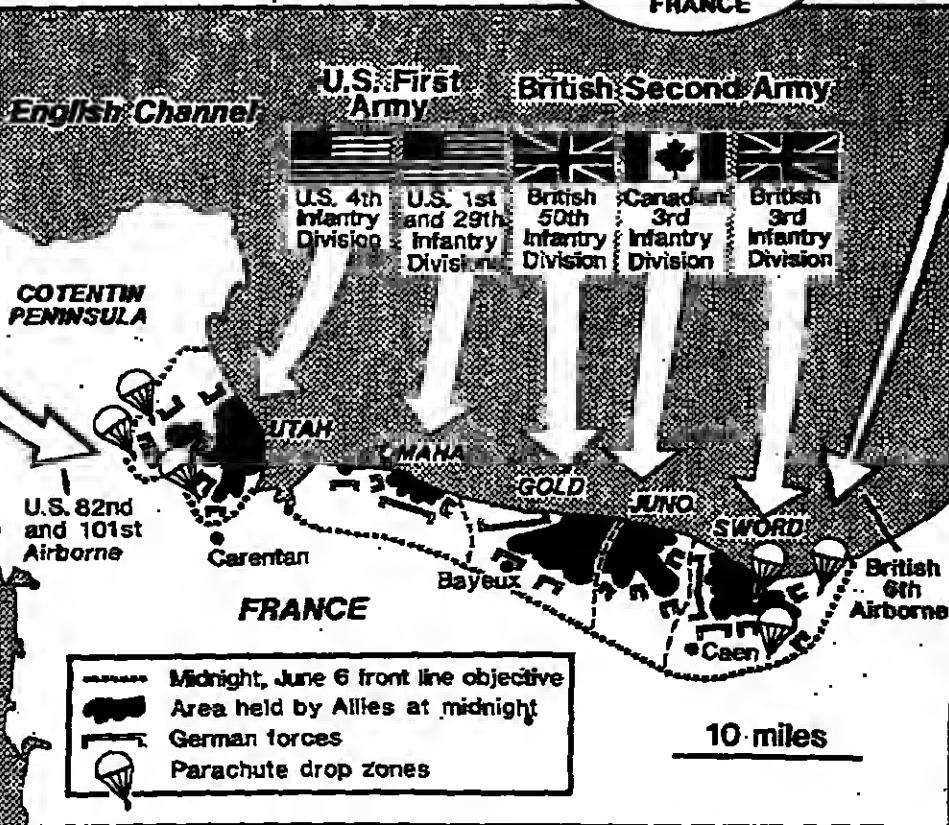 FRANCE
English Channel
U.S. First
Army
British Second Army
U.S. 4th
Infantry
Division
U.S. 1st
and 29th
Infantry
Division
British
50th
Infantry
Division
Canadian
3rd
Infantry
Division
British
3rd
Infantry
Division
COTENTIN
PENINSULA
UTAH
OMAHA
GOLD
JUNO
SWORD
U.S. 82nd
and 101st
Airborne
Carentan
Bayeux
British
6th
Airborne
FRANCE
Caen
Midnight, June 6 front line objective
Area held by Allies at midnight
German forces
Parachute drop zones
10 miles